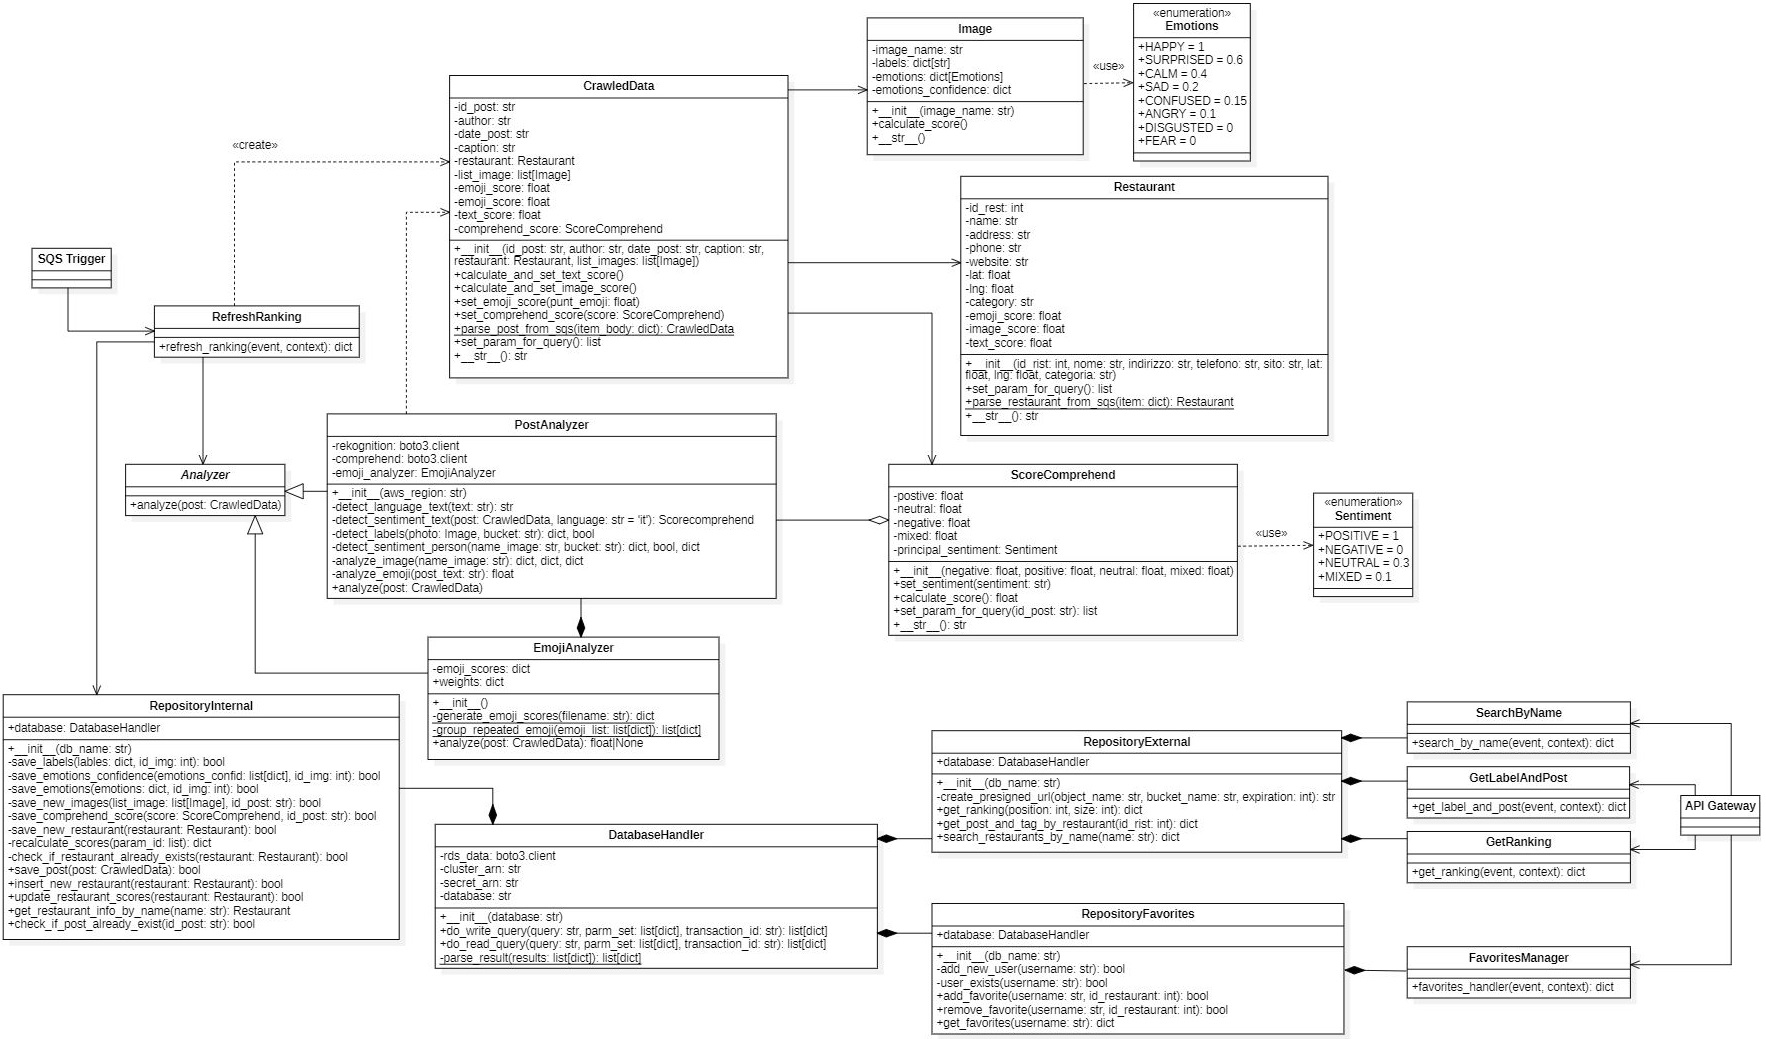 Image
-image_name: str
-labels: dict[str]
-emotions: dict[Emotions]
-emotions_confidence: dict
+__init__(image_name: str)
+calculate_score()
+__str__()
«use»
«enumeration»
Emotions
+HAPPY = 1
+SURPRISED = 0.6
+CALM = 0.4
+SAD = 0.2
+CONFUSED = 0.15
+ANGRY = 0.1
+DISGUSTED = 0
+FEAR = 0
CrawledData
-id_post: str
-author: str
-date_post: str
-caption: str
-restaurant: Restaurant
-list_image: list[Image]
-emoji_score: float
-emoji_score: float
-text_score: float
-comprehend_score: ScoreComprehend
+__init__(id_post: str, author: str, date_post: str, caption: str,
restaurant: Restaurant, list_images: list[Image])
+calculate_and_set_text_score()
+calculate_and_set_image_score()
+set_emoji_score(punt_emoji: float)
+set_comprehend_score(score: ScoreComprehend)
+parse_post_from_sqs(item_body: dict): CrawledData
+set_param_for_query(): list
+__str__(): str
«create»
Restaurant
-id_rest: int
-name: str
-address: str
-phone: str
-website: str
-lat: float
-lng: float
-category: str
-emoji_score: float
-image_score: float
-text_score: float
+__init__(id_rist: int, nome: str, indirizzo: str, telefono: str, sito: str, lat:
float, lng: float, categoria: str)
+set_param_for_query(): list
+parse_restaurant_from_sqs(item: dict): Restaurant
+__str__(): str
SQS Trigger
RefreshRanking
+refresh_ranking(event, context): dict
Analyzer
+analyze(post: CrawledData)
PostAnalyzer
-rekognition: boto3.client
-comprehend: boto3.client
-emoji_analyzer: EmojiAnalyzer
+__init__(aws_region: str)
-detect_language_text(text: str): str
-detect_sentiment_text(post: CrawledData, language: str = 'it'): Scorecomprehend
-detect_labels(photo: Image, bucket: str): dict, bool
-detect_sentiment_person(name_image: str, bucket: str): dict, bool, dict
-analyze_image(name_image: str): dict, dict, dict
-analyze_emoji(post_text: str): float
+analyze(post: CrawledData)
ScoreComprehend
-postive: float
-neutral: float
-negative: float
-mixed: float
-principal_sentiment: Sentiment
+__init__(negative: float, positive: float, neutral: float, mixed: float)
+set_sentiment(sentiment: str)
+calculate_score(): float
+set_param_for_query(id_post: str): list
+__str__(): str
«use»
«enumeration»
Sentiment
+POSITIVE = 1
+NEGATIVE = 0
+NEUTRAL = 0.3
+MIXED = 0.1
EmojiAnalyzer
-emoji_scores: dict
+weights: dict
+__init__()
-generate_emoji_scores(filename: str): dict
-group_repeated_emoji(emoji_list: list[dict]): list[dict]
+analyze(post: CrawledData): float|None
RepositoryInternal
+database: DatabaseHandler
+__init__(db_name: str)
-save_labels(lables: dict, id_img: int): bool
-save_emotions_confidence(emotions_confid: list[dict], id_img: int): bool
-save_emotions(emotions: dict, id_img: int): bool
-save_new_images(list_image: list[Image], id_post: str): bool
-save_comprehend_score(score: ScoreComprehend, id_post: str): bool
-save_new_restaurant(restaurant: Restaurant): bool
-recalculate_scores(param_id: list): dict
-check_if_restaurant_already_exists(restaurant: Restaurant): bool
+save_post(post: CrawledData): bool
+insert_new_restaurant(restaurant: Restaurant): bool
+update_restaurant_scores(restaurant: Restaurant): bool
+get_restaurant_info_by_name(name: str): Restaurant
+check_if_post_already_exist(id_post: str): bool
DatabaseHandler
-rds_data: boto3.client
-cluster_arn: str
-secret_arn: str
-database: str
+__init__(database: str)
+do_write_query(query: str, parm_set: list[dict], transaction_id: str): list[dict]
+do_read_query(query: str, parm_set: list[dict], transaction_id: str): list[dict]
-parse_result(results: list[dict]): list[dict]
RepositoryExternal
+database: DatabaseHandler
+__init__(db_name: str)
-create_presigned_url(object_name: str, bucket_name: str, expiration: int): str
+get_ranking(position: int, size: int): dict
+get_post_and_tag_by_restaurant(id_rist: int): dict
+search_restaurants_by_name(name: str): dict
RepositoryFavorites
+database: DatabaseHandler
+__init__(db_name: str)
-add_new_user(username: str): bool
-user_exists(username: str): bool
+add_favorite(username: str, id_restaurant: int): bool
+remove_favorite(username: str, id_restaurant: int): bool
+get_favorites(username: str): dict
SearchByName
+search_by_name(event, context): dict
GetLabelAndPost
+get_label_and_post(event, context): dict
API Gateway
GetRanking
+get_ranking(event, context): dict
FavoritesManager
+favorites_handler(event, context): dict